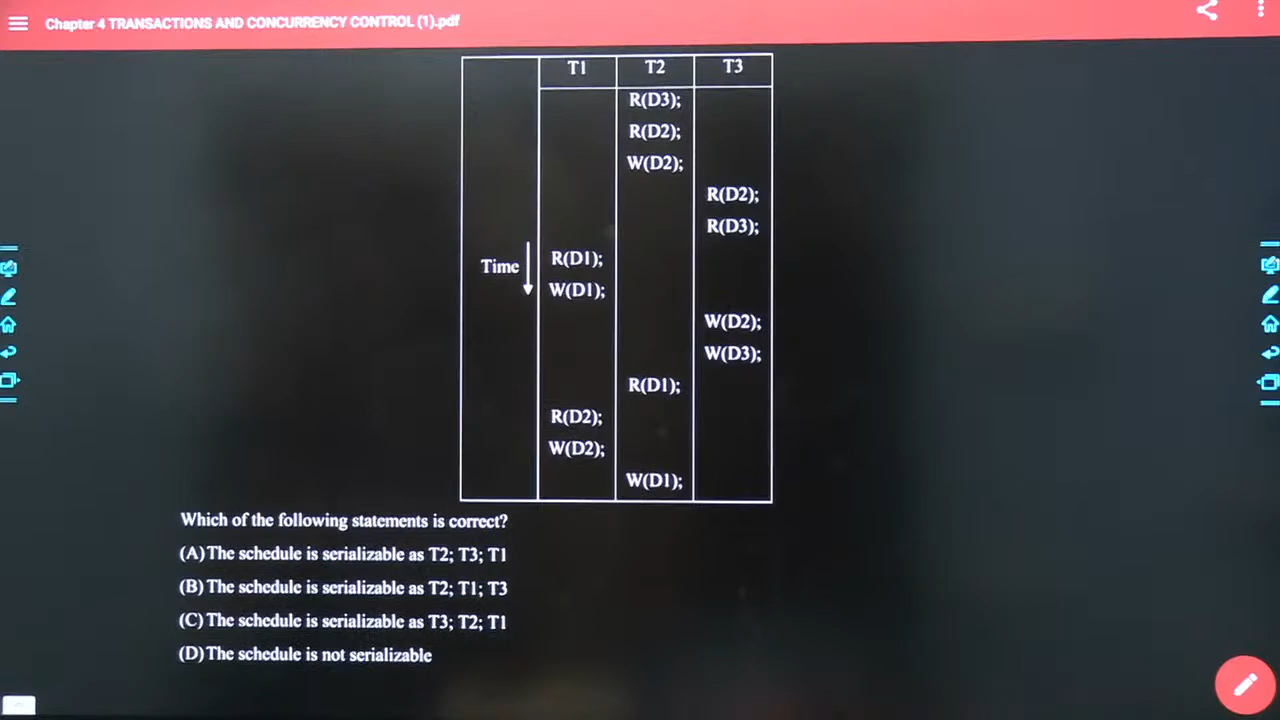 Chapter 4 TRANSACTIONS AND CONCURRENCY CONTROL (1).pdf
T1 T2 T3
R(D3);
R(D2);
W(D2);
R(D2);
R(D3);
Time R(D1);
W(D1);
W(D2);
W(D3);
R(D1);
R(D2);
W(D2);
W(D1);
Which of the following statements is correct?
(A) The schedule is serializable as T2; T3; T1
(B) The schedule is serializable as T2; T1; T3
(C) The schedule is serializable as T3; T2; T1
(D) The schedule is not serializable